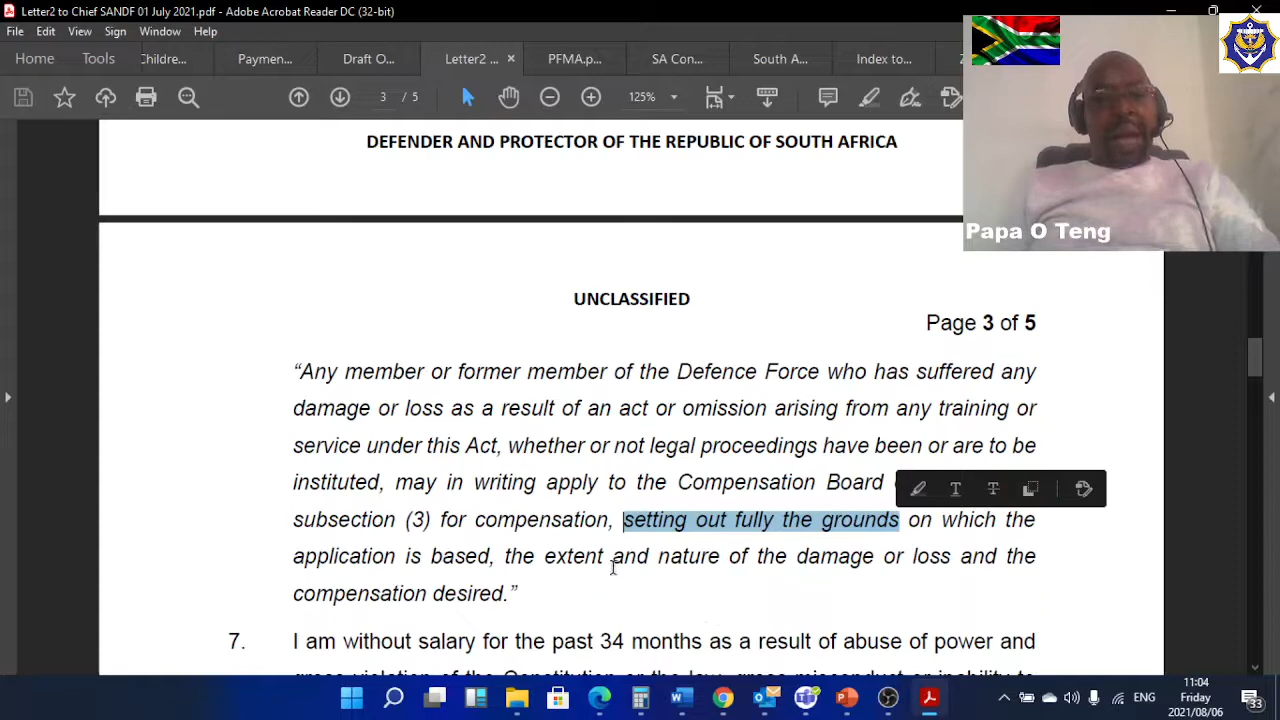 Letter2 to Chief SANDF 01 July 2021.pdf - Adobe Acrobat Reader DC (32-bit)
File Edit View Sign Window Help
Home Tools Childre... Paymen... Draft O... Letter2 ... × PFMA.p... SA Con... South A... Index to...
3 / 5 125%
DEFENDER AND PROTECTOR OF THE REPUBLIC OF SOUTH AFRICA
Papa O Teng
UNCLASSIFIED
Page 3 of 5
“Any member or former member of the Defence Force who has suffered any
damage or loss as a result of an act or omission arising from any training or
service under this Act, whether or not legal proceedings have been or are to be
instituted, may in writing apply to the Compensation Board
subsection (3) for compensation, setting out fully the grounds on which the
application is based, the extent and nature of the damage or loss and the
compensation desired.”
7. I am without salary for the past 34 months as a result of abuse of power and
ENG
11:04
Friday
2021/08/06
33